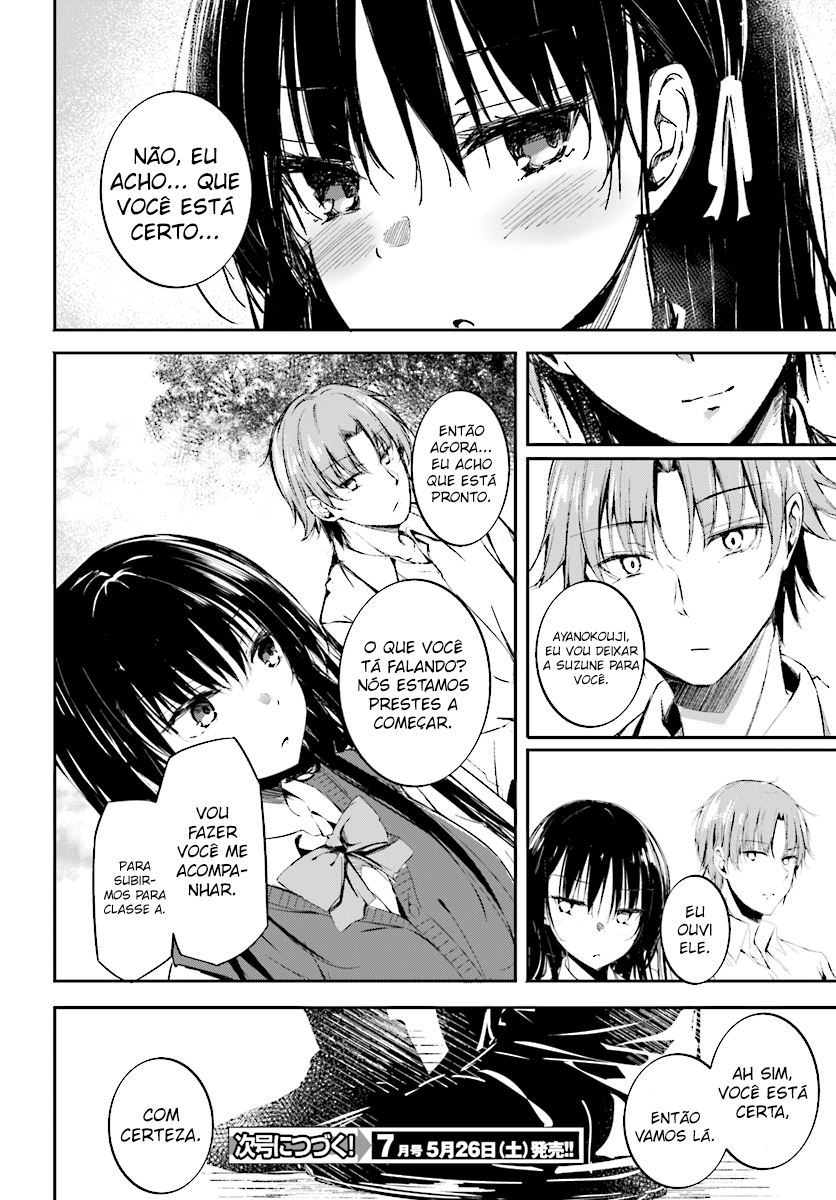 NÃO, EU
ACHO... QUE
VOCÊ ESTÁ
CERTO...
AYANOKOUJI,
EU VOU DEIXAR
A SUZUNE PARA
VOCÊ.
EU
OUVI
ELE.
ENTÃO
AGORA...
EU ACHO
QUE ESTÁ
PRONTO.
O QUE VOCÊ
TÁ FALANDO?
NÓS ESTAMOS
PRESTES A
COMEÇAR.
VOU
FAZER
VOCÊ ME
ACOMPA-
NHAR.
PARA
SUBIR-
MOS PARA
CLASSE A.
AH SIM,
VOCÊ ESTÁ
CERTA,
ENTÃO
VAMOS LÁ.
COM
CERTEZA.
次号につづく! 7月号 5月26日(土)発売!!